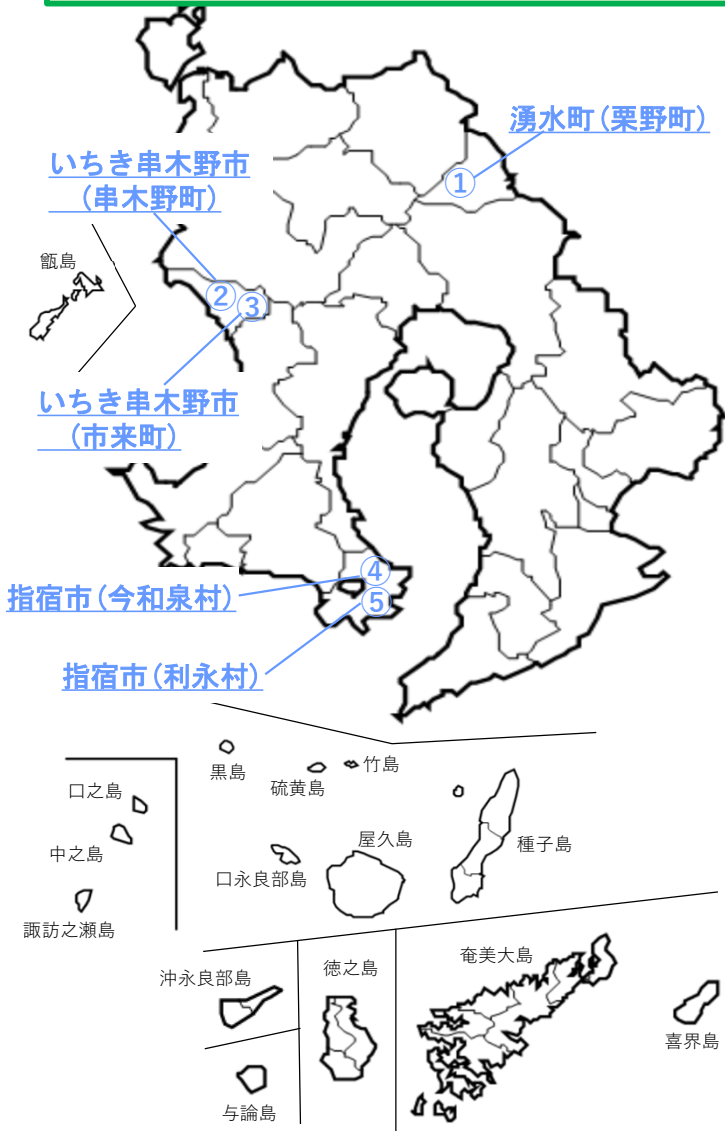 湧水町(栗野町)
①
いちき串木野市
(串木野町)
甑島
②
③
いちき串木野市
(市来町)
④
指宿市(今和泉村)
⑤
指宿市(利永村)
黒島
硫黄島
竹島
口之島
中之島
諏訪之瀬島
口永良部島
屋久島
種子島
沖永良部島
徳之島
奄美大島
喜界島
与論島